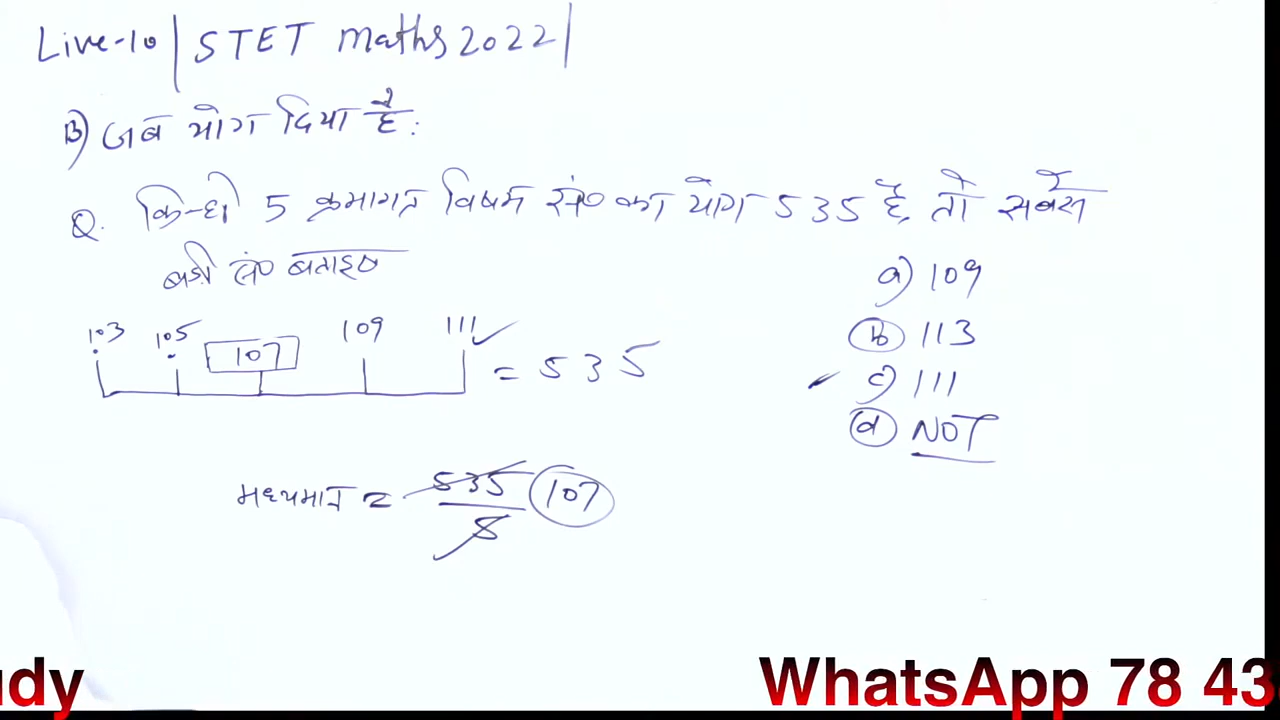 Live-10 | STET maths 2022 |
B) जब योग दिया है:
Q. किन्ही 5 क्रमागत विषम सं० का योग 535 है, तो सबसे
बड़ी सं० बताइए
a) 109
b) 113
c) 111
d) NOT
103 105 107 109 111 = 535
मध्यमान = 535/5 107
udy WhatsApp 78 43